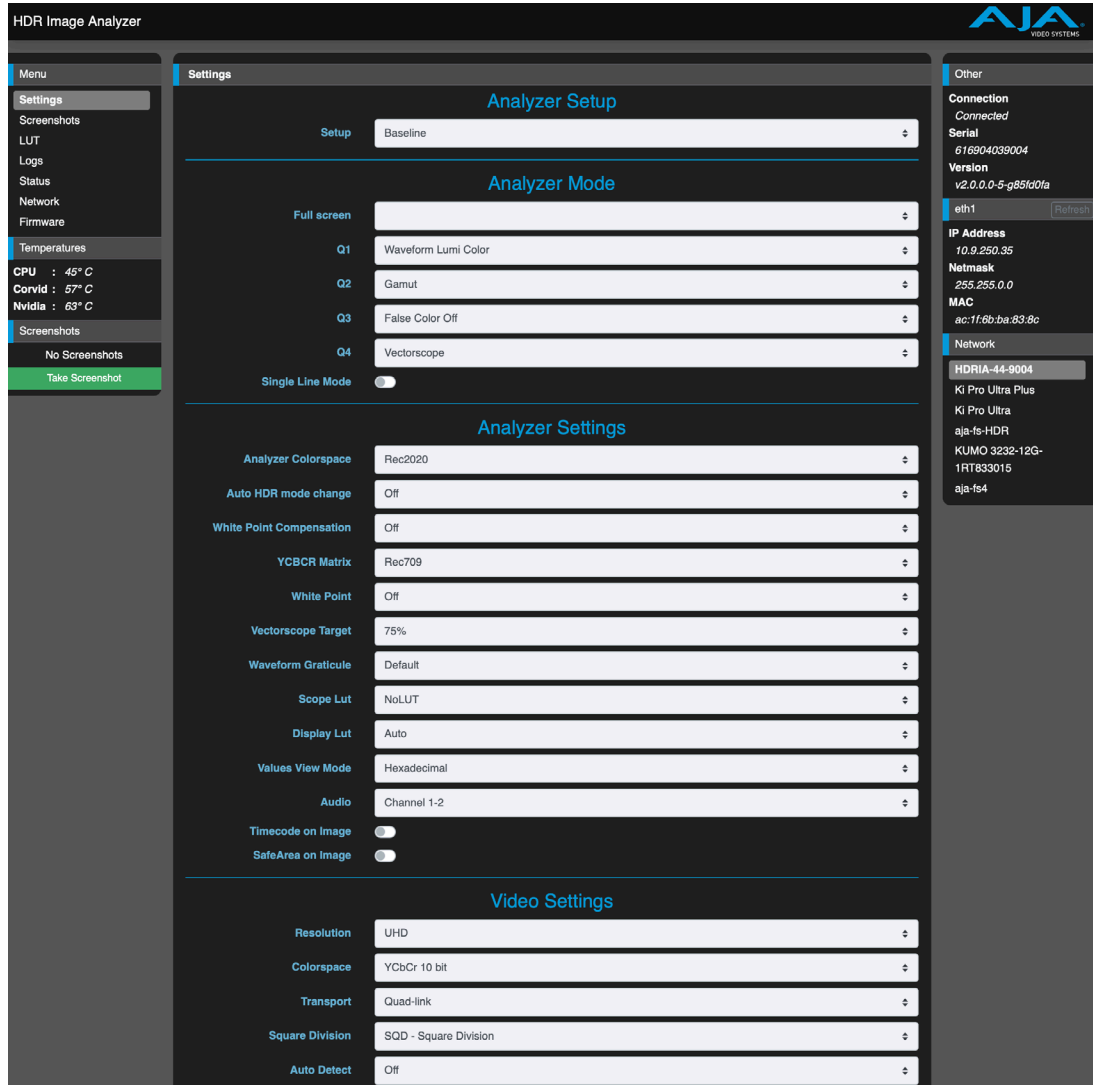 HDR Image Analyzer
AJA
VIDEO SYSTEMS
Menu
Settings
Screenshots
LUT
Logs
Status
Network
Firmware
Temperatures
CPU : 45° C
Corvid : 57° C
Nvidia : 63° C
Screenshots
No Screenshots
Take Screenshot
Settings
Analyzer Setup
Setup Baseline
Analyzer Mode
Full screen
Q1 Waveform Lumi Color
Q2 Gamut
Q3 False Color Off
Q4 Vectorscope
Single Line Mode
Analyzer Settings
Analyzer Colorspace Rec2020
Auto HDR mode change Off
White Point Compensation Off
YCBCR Matrix Rec709
White Point Off
Vectorscope Target 75%
Waveform Graticule Default
Scope Lut NoLUT
Display Lut Auto
Values View Mode Hexadecimal
Audio Channel 1-2
Timecode on Image
SafeArea on Image
Video Settings
Resolution UHD
Colorspace YCbCr 10 bit
Transport Quad-link
Square Division SQD - Square Division
Auto Detect Off
Other
Connection
Connected
Serial
616904039004
Version
v2.0.0.0-5-g85fd0fa
eth1 Refresh
IP Address
10.9.250.35
Netmask
255.255.0.0
MAC
ac:1f:6b:ba:83:8c
Network
HDRIA-44-9004
Ki Pro Ultra Plus
Ki Pro Ultra
aja-fs-HDR
KUMO 3232-12G-
1RT833015
aja-fs4